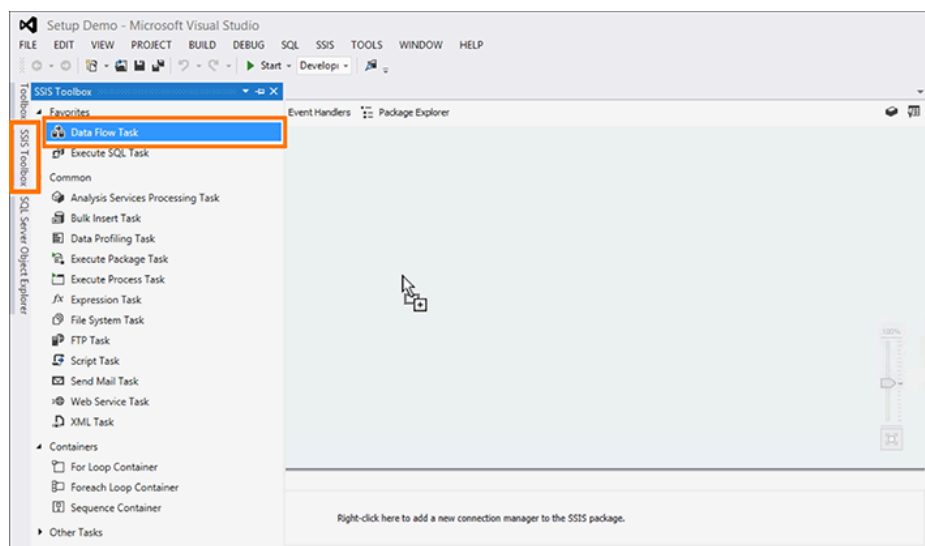 Setup Demo - Microsoft Visual Studio
FILE EDIT VIEW PROJECT BUILD DEBUG SQL SSIS TOOLS WINDOW HELP
Start Develop
Toolbox
SSIS Toolbox
SQL Server Object Explorer
SSIS Toolbox
Favorites
Event Handlers Package Explorer
Data Flow Task
Execute SQL Task
Common
Analysis Services Processing Task
Bulk Insert Task
Data Profiling Task
Execute Package Task
Execute Process Task
fx Expression Task
File System Task
FTP Task
Script Task
Send Mail Task
Web Service Task
XML Task
100%
Containers
For Loop Container
Foreach Loop Container
Sequence Container
Right-click here to add a new connection manager to the SSIS package.
Other Tasks